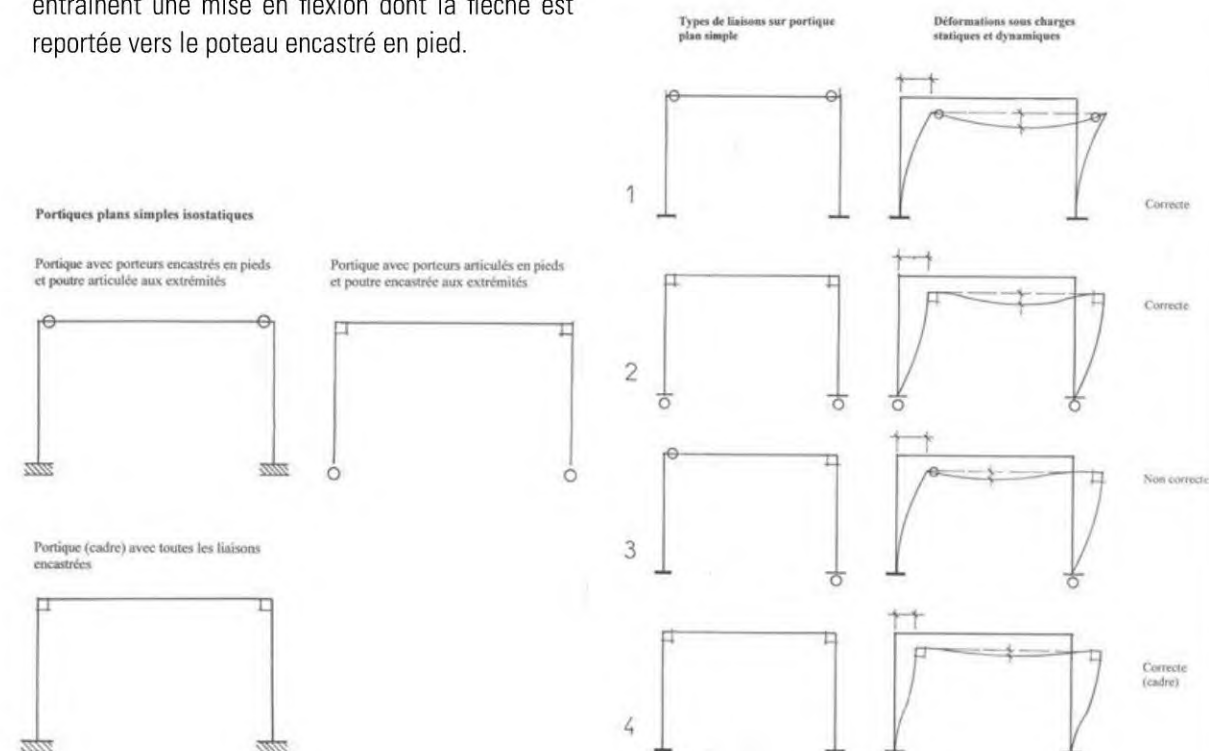 entraînent une mise en flexion dont la flèche est
reportée vers le poteau encastré en pied.
Portiques plans simples isostatiques
Portique avec porteurs encastrés en pieds
et poutre articulée aux extrémités
Portique avec porteurs articulés en pieds
et poutre encastrée aux extrémités
Portique (cadre) avec toutes les liaisons
encastrées
Types de liaisons sur portique
plan simple
Déformations sous charges
statiques et dynamiques
1
Correcte
2
Correcte
3
Non correcte
4
Correcte
(cadre)